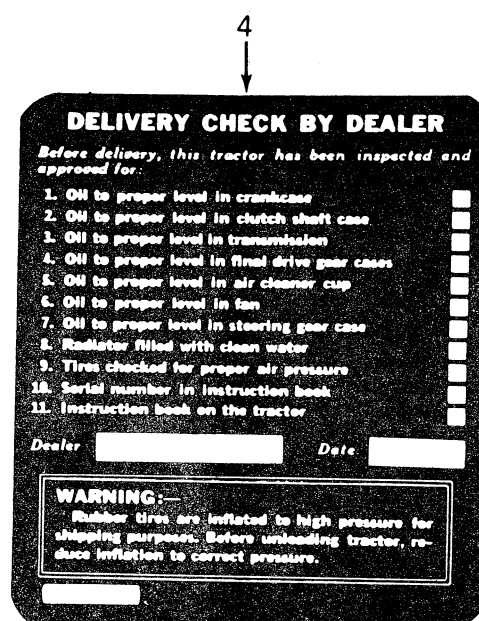 4
DELIVERY CHECK BY DEALER
Before delivery, this tractor has been inspected and
approved for:
1. Oil to proper level in crankcase
2. Oil to proper level in clutch shaft case
3. Oil to proper level in transmission
4. Oil to proper level in final drive gear cases
5. Oil to proper level in air cleaner cup
6. Oil to proper level in fan
7. Oil to proper level in steering gear case
8. Radiator filled with clean water
9. Tires checked for proper air pressure
10. Serial number in instruction book
11. Instruction book on the tractor
Dealer Date
WARNING:—
Rubber tires are inflated to high pressure for
shipping purposes. Before unloading tractor, re-
duce inflation to correct pressure.